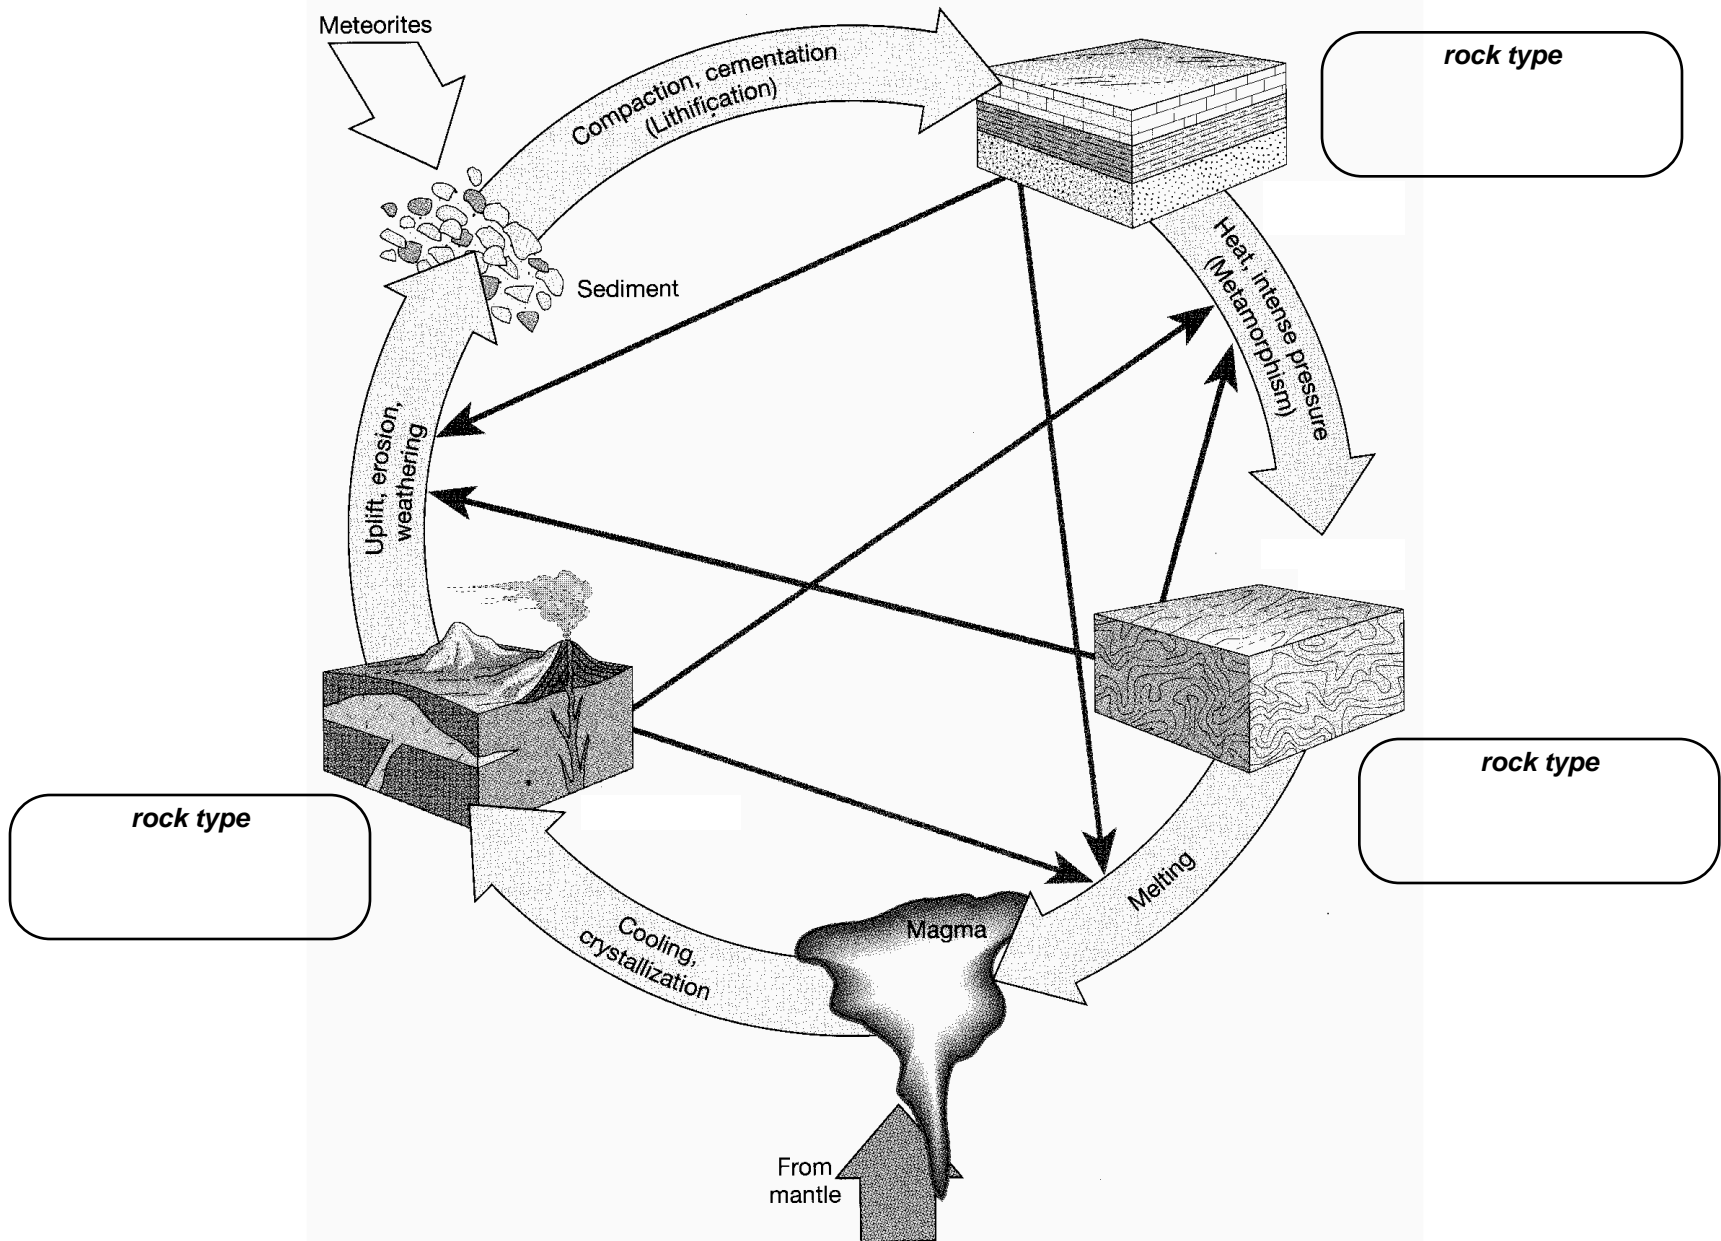 Meteorites
Compaction, cementation
(Lithification)
rock type
Sediment
Heat, intense pressure
(Metamorphism)
Uplift, erosion,
weathering
rock type
rock type
Melting
Magma
Cooling,
crystallization
From
mantle